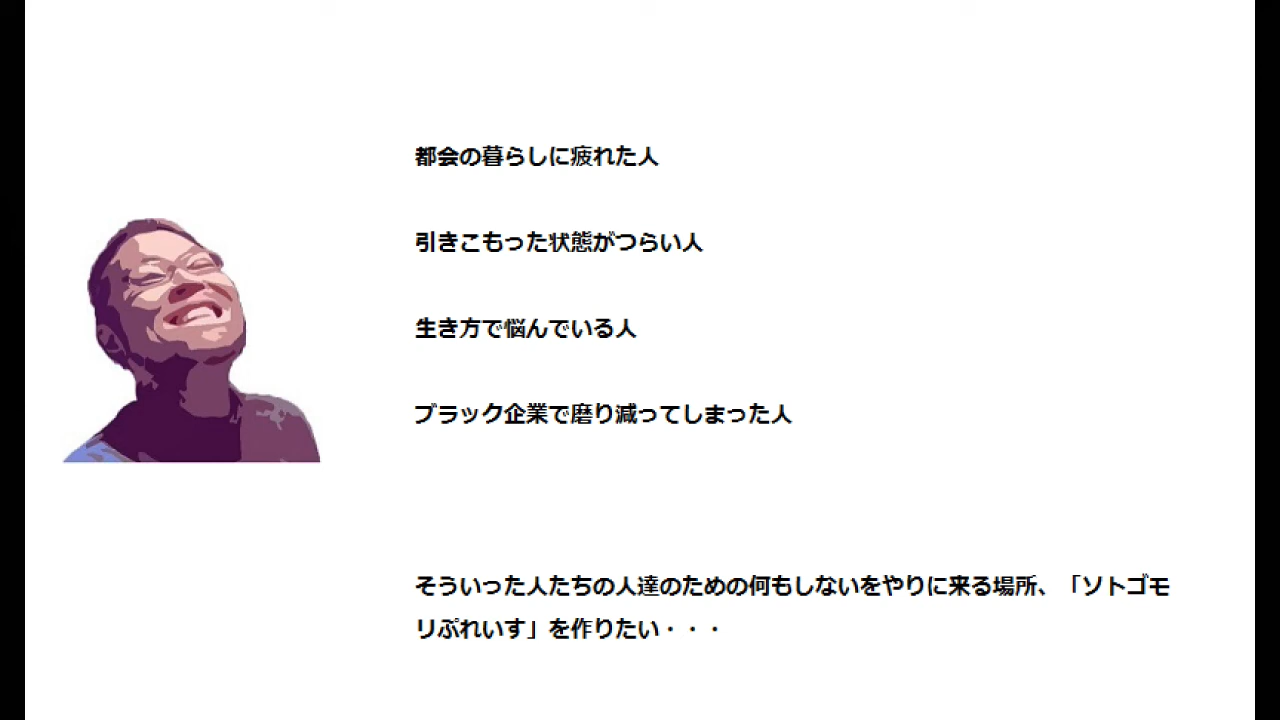 都会の暮らしに疲れた人
引きこもった状態がつらい人
生き方で悩んでいる人
ブラック企業で磨り減ってしまった人
そういった人たちの人達のための何もしないをやりに来る場所、「ソトゴモ
リぷれいす」を作りたい・・・